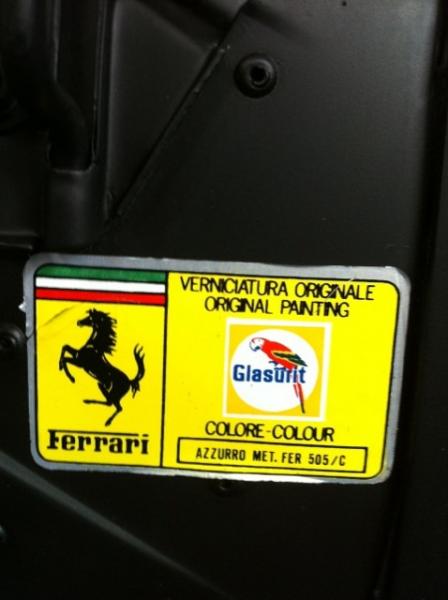 VERNICIATURA ORIGINALE
ORIGINAL PAINTING
Glasurit
COLORE-COLOUR
AZZURRO MET. FER 505/C
Ferrari